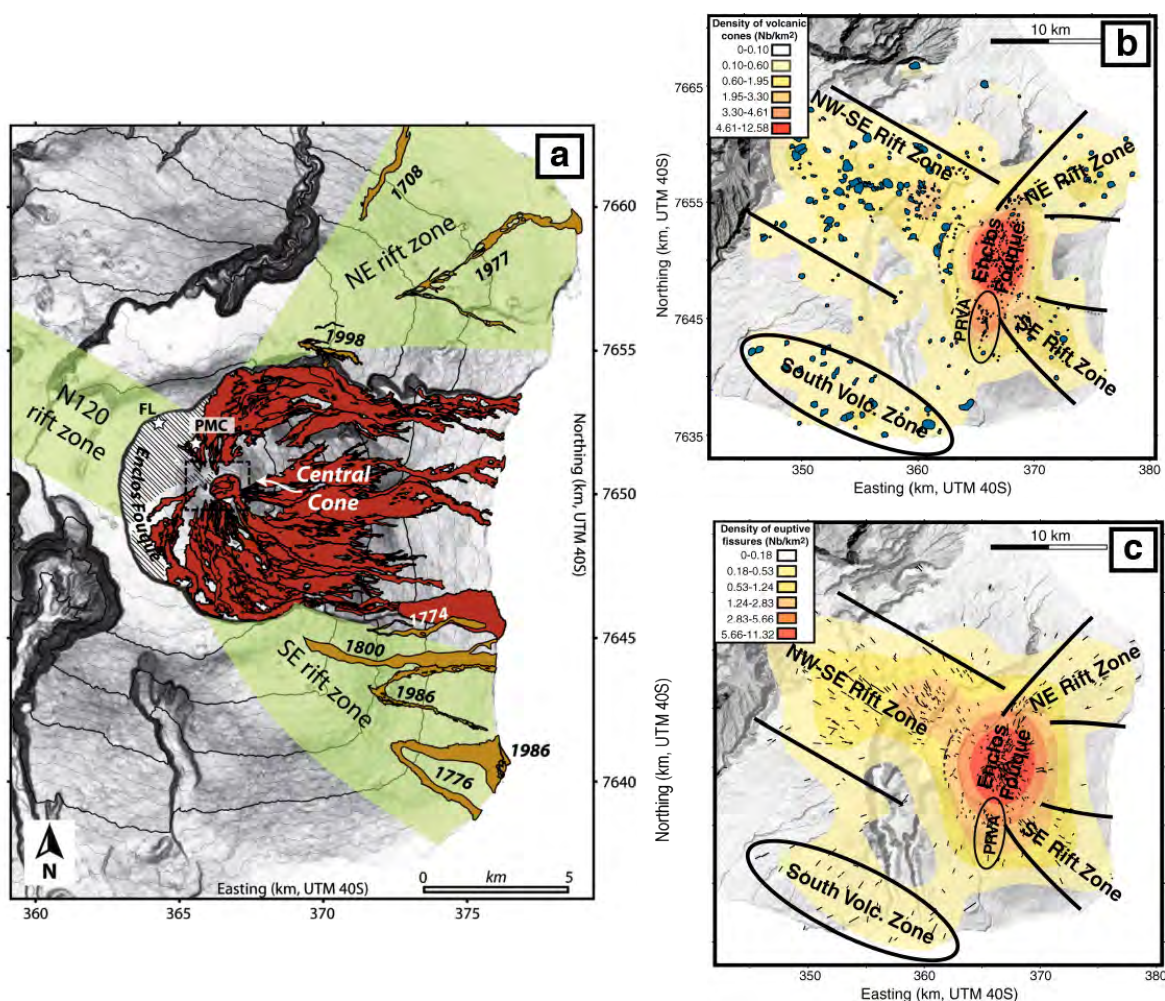 a
1708
7660
NE rift zone
1977
1998
7655
N120
rift zone
FL
PMC
Enclos Fouque
Central
Cone
7650
Northing (km, UTM 40S)
1774
7645
1800
SE rift zone
1986
1986
1776
7640
N
km
0
5
Easting (km, UTM 40S)
360
365
370
375
Density of volcanic
cones (Nb/km2)
0-0.10
0.10-0.60
0.60-1.95
1.95-3.30
3.30-4.61
4.61-12.58
10 km
b
7665
7655
7645
7635
Northing (km, UTM 40S)
NW-SE Rift Zone
NE Rift Zone
Enclos
Fouque
PRVA
SE Rift Zone
South Volc. Zone
350
360
370
380
Easting (km, UTM 40S)
Density of euptive
fissures (Nb/km2)
0-0.18
0.18-0.53
0.53-1.24
1.24-2.83
2.83-5.66
5.66-11.32
10 km
c
Northing (km, UTM 40S)
NW-SE Rift Zone
NE Rift Zone
Enclos
Fouque
PRVA
SE Rift Zone
South Volc. Zone
350
360
370
380
Easting (km, UTM 40S)